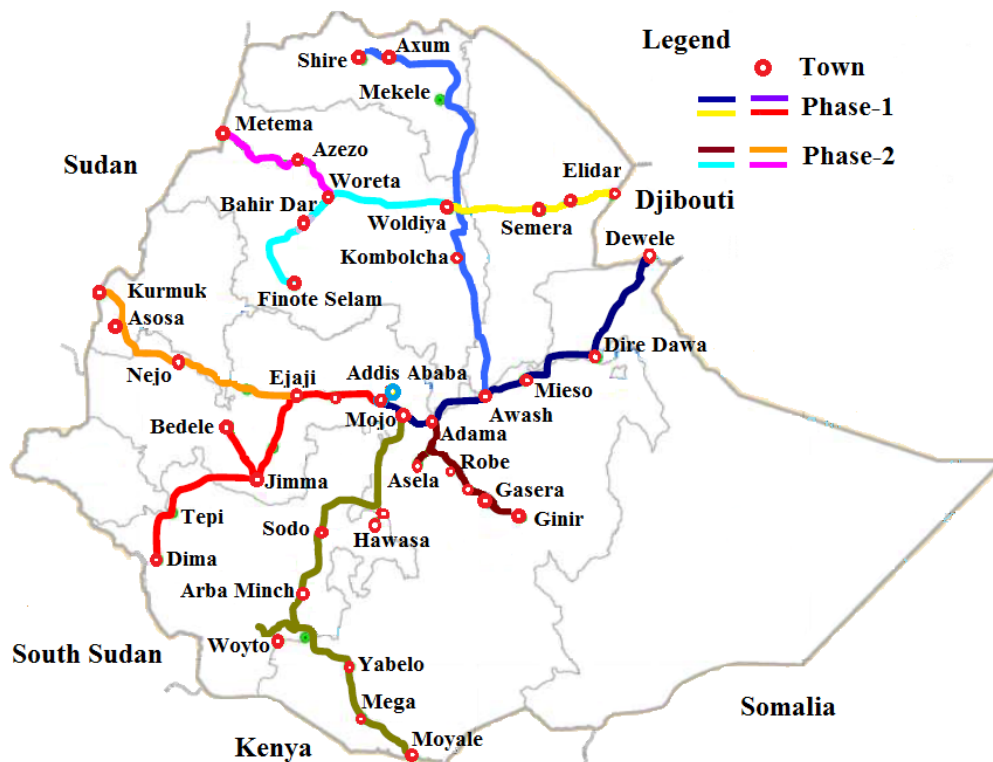 Legend
Town
Phase-1
Phase-2
Shire
Axum
Mekele
Metema
Sudan
Azezo
Woreta
Elidar
Bahir Dar
Djibouti
Woldiya
Semera
Dewele
Kombolcha
Finote Selam
Kurmuk
Asosa
Dire Dawa
Nejo
Ejaji
Addis Ababa
Mieso
Awash
Mojo
Bedele
Adama
Robe
Asela
Jimma
Gasera
Tepi
Ginir
Sodo
Hawasa
Dima
Arba Minch
Woyto
South Sudan
Yabelo
Mega
Somalia
Moyale
Kenya